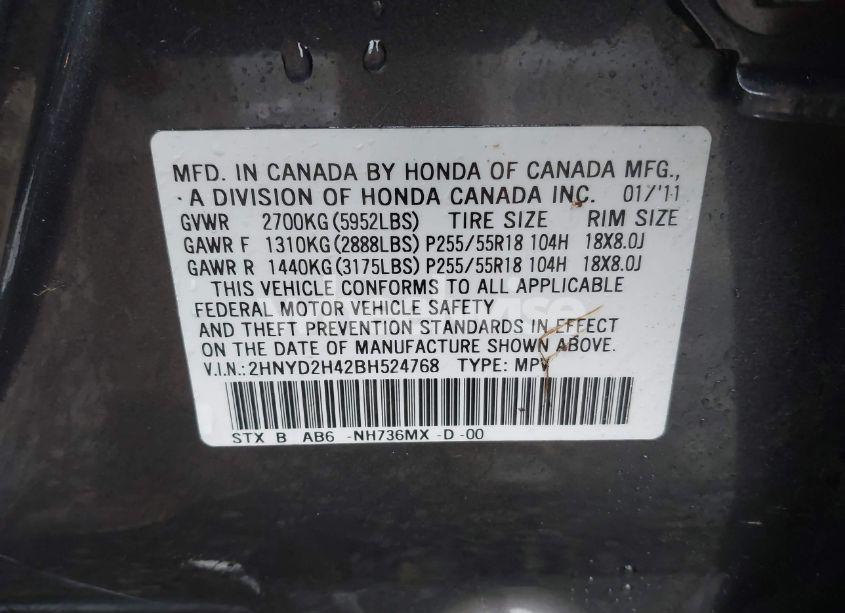 MFD. IN CANADA BY HONDA OF CANADA MFG.,
A DIVISION OF HONDA CANADA INC. 01/'11
GVWR 2700KG (5952LBS) TIRE SIZE RIM SIZE
GAWR F 1310KG (2888LBS) P255/55R18 104H 18X8.0J
GAWR R 1440KG (3175LBS) P255/55R18 104H 18X8.0J
THIS VEHICLE CONFORMS TO ALL APPLICABLE
FEDERAL MOTOR VEHICLE SAFETY
AND THEFT PREVENTION STANDARDS IN EFFECT
ON THE DATE OF MANUFACTURE SHOWN ABOVE.
V.I.N.: 2HNYD2H42BH524768 TYPE: MPV
STX B AB6 -NH736MX -D -00